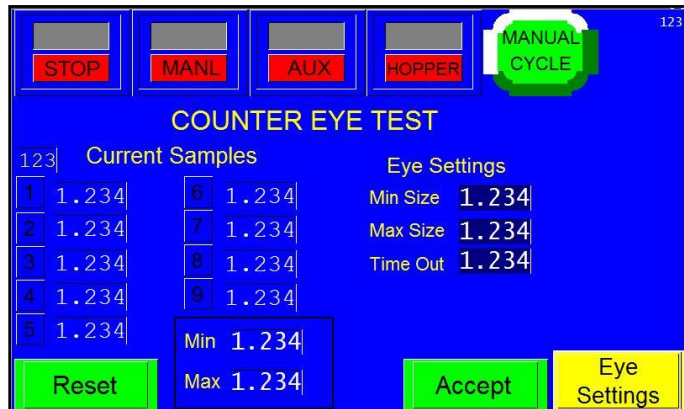 123
STOP MANL AUX HOPPER MANUAL CYCLE
COUNTER EYE TEST
123 Current Samples
Eye Settings
1 1.234 6 1.234 Min Size 1.234
2 1.234 7 1.234 Max Size 1.234
3 1.234 8 1.234 Time Out 1.234
4 1.234 9 1.234
5 1.234
Min 1.234
Max 1.234
Reset
Accept
Eye
Settings